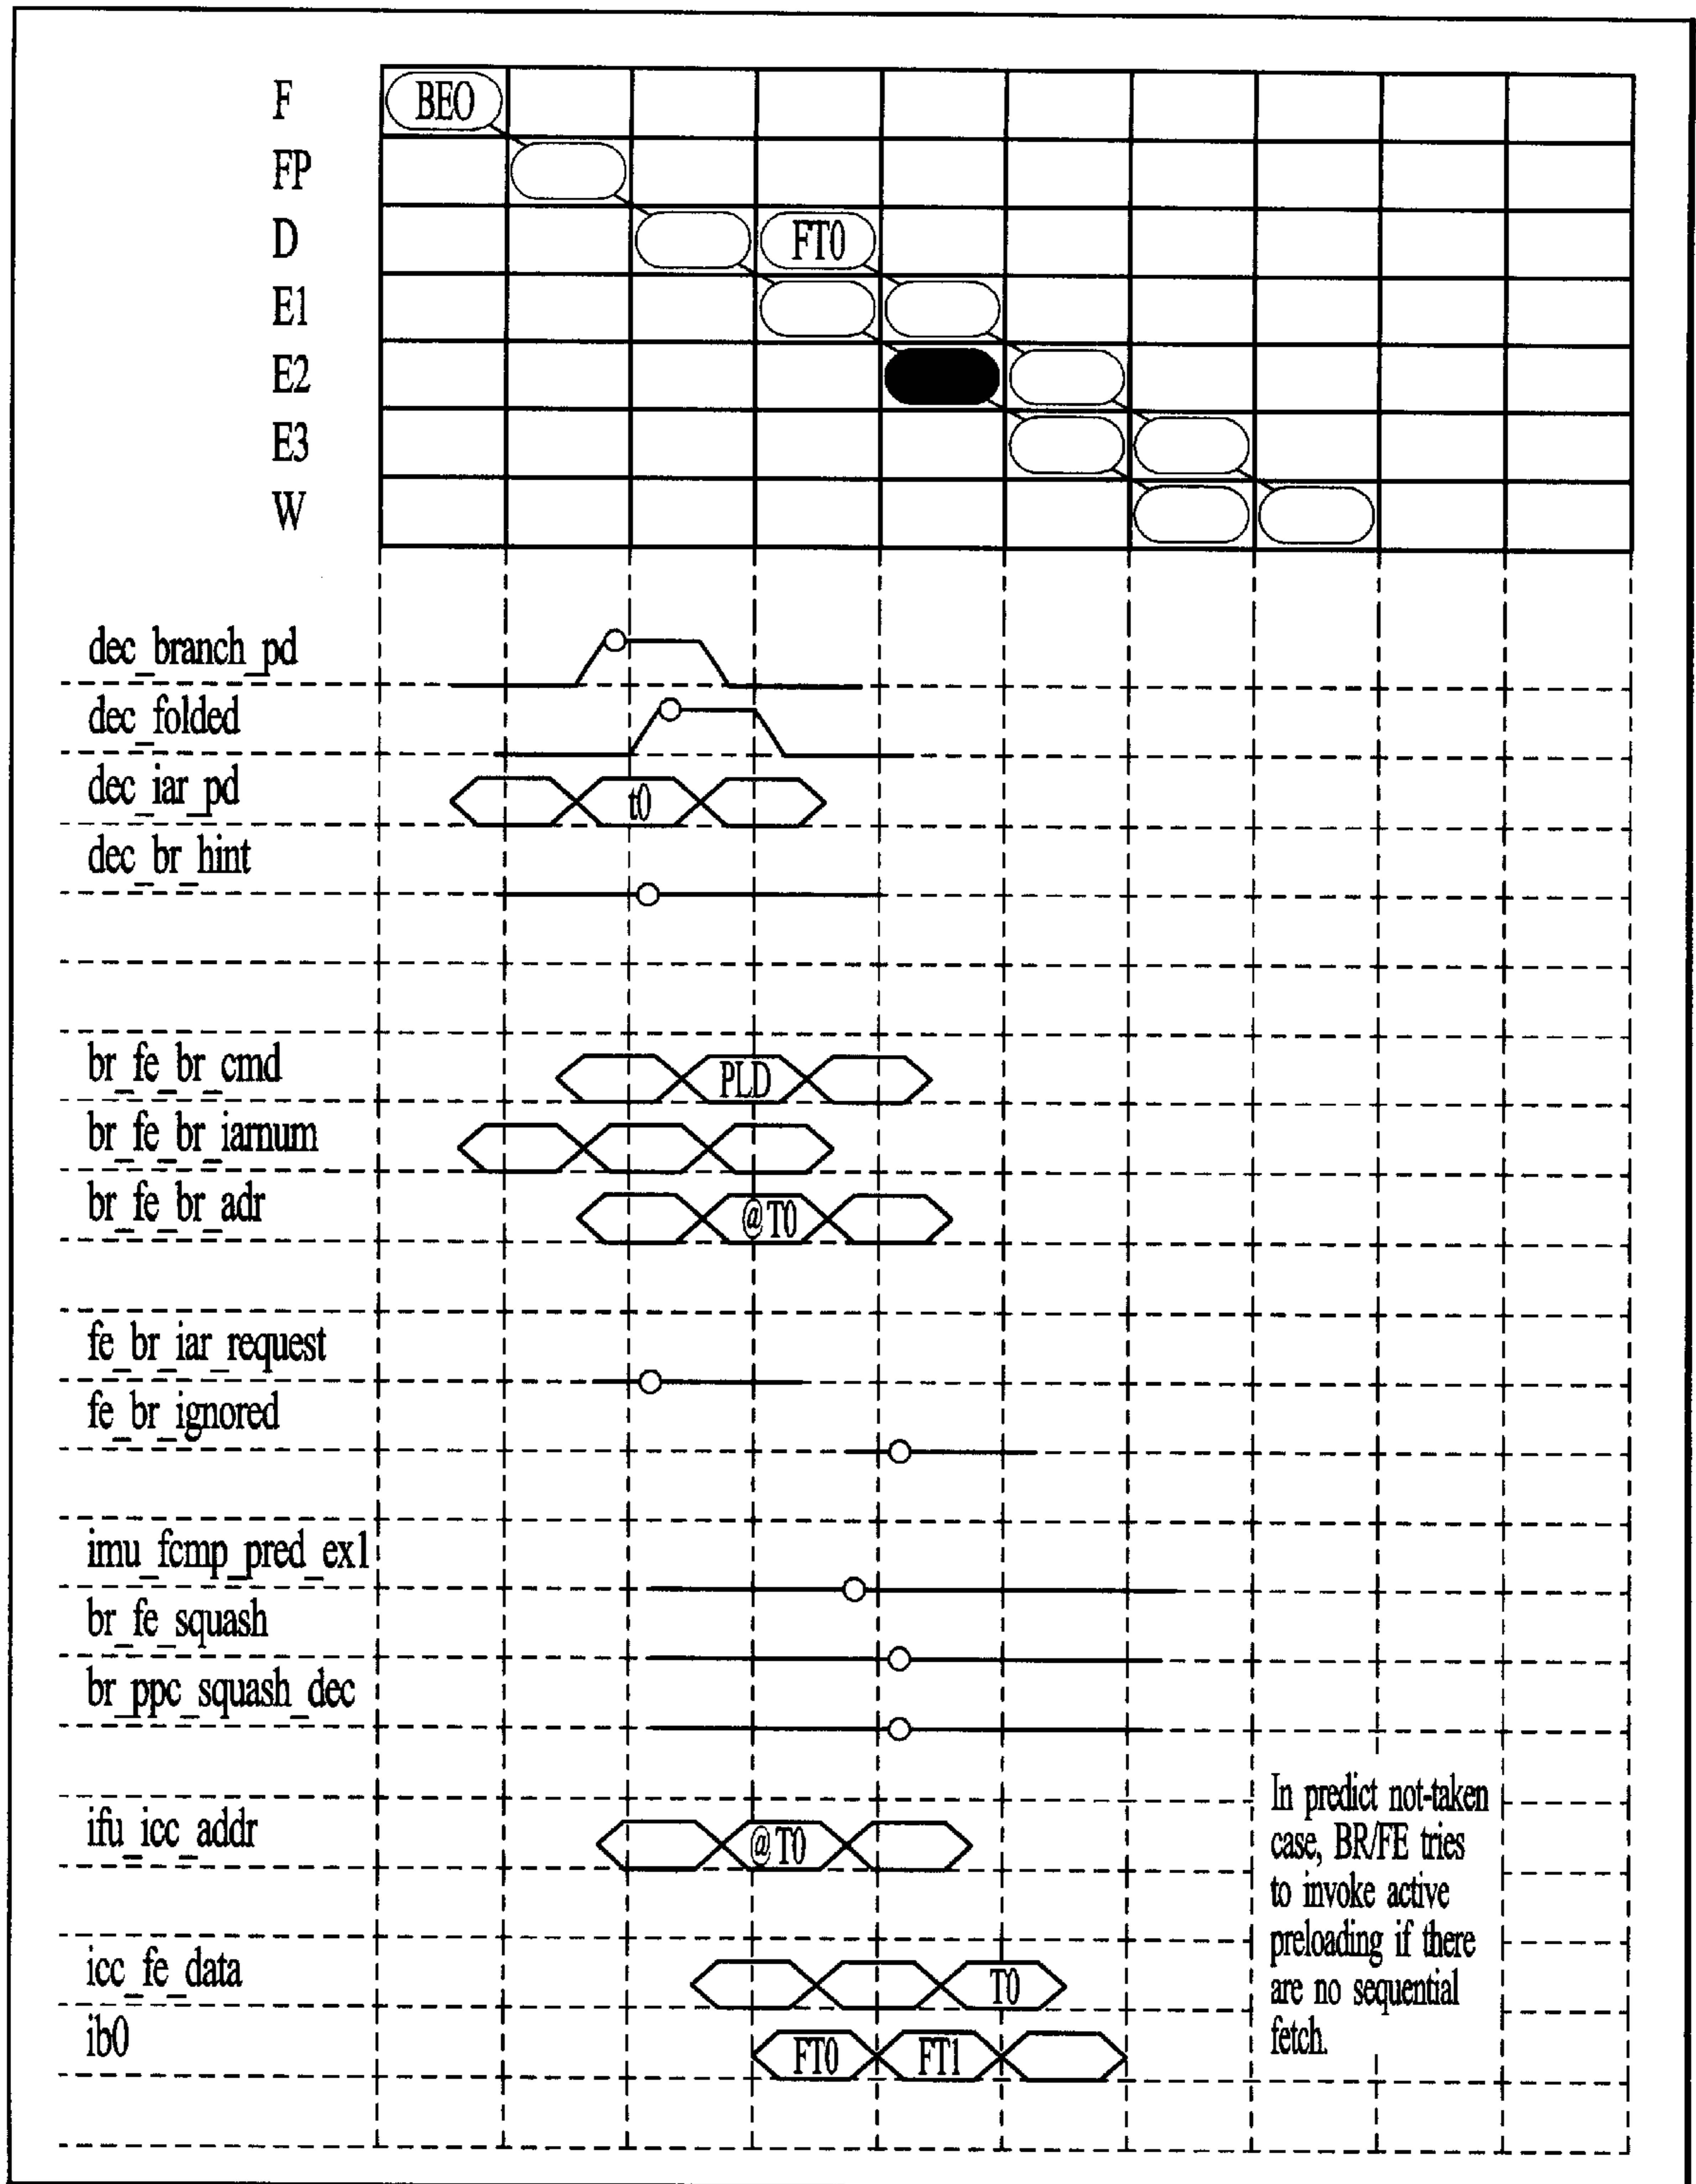 F BEO
FP
D FT0
E1
E2
E3
W
dec_branch_pd
dec_folded
dec_iar_pd t0
dec_br_hint
br_fe_br_cmd PLD
br_fe_br_iarnum
br_fe_br_adr @T0
fe_br_iar_request
fe_br_ignored
imu_fcmp_pred_ex1
br_fe_squash
br_ppc_squash_dec
ifu_icc_addr @T0
In predict not-taken
case, BR/FE tries
to invoke active
preloading if there
are no sequential
fetch.
icc_fe_data T0
ib0 FT0 FT1